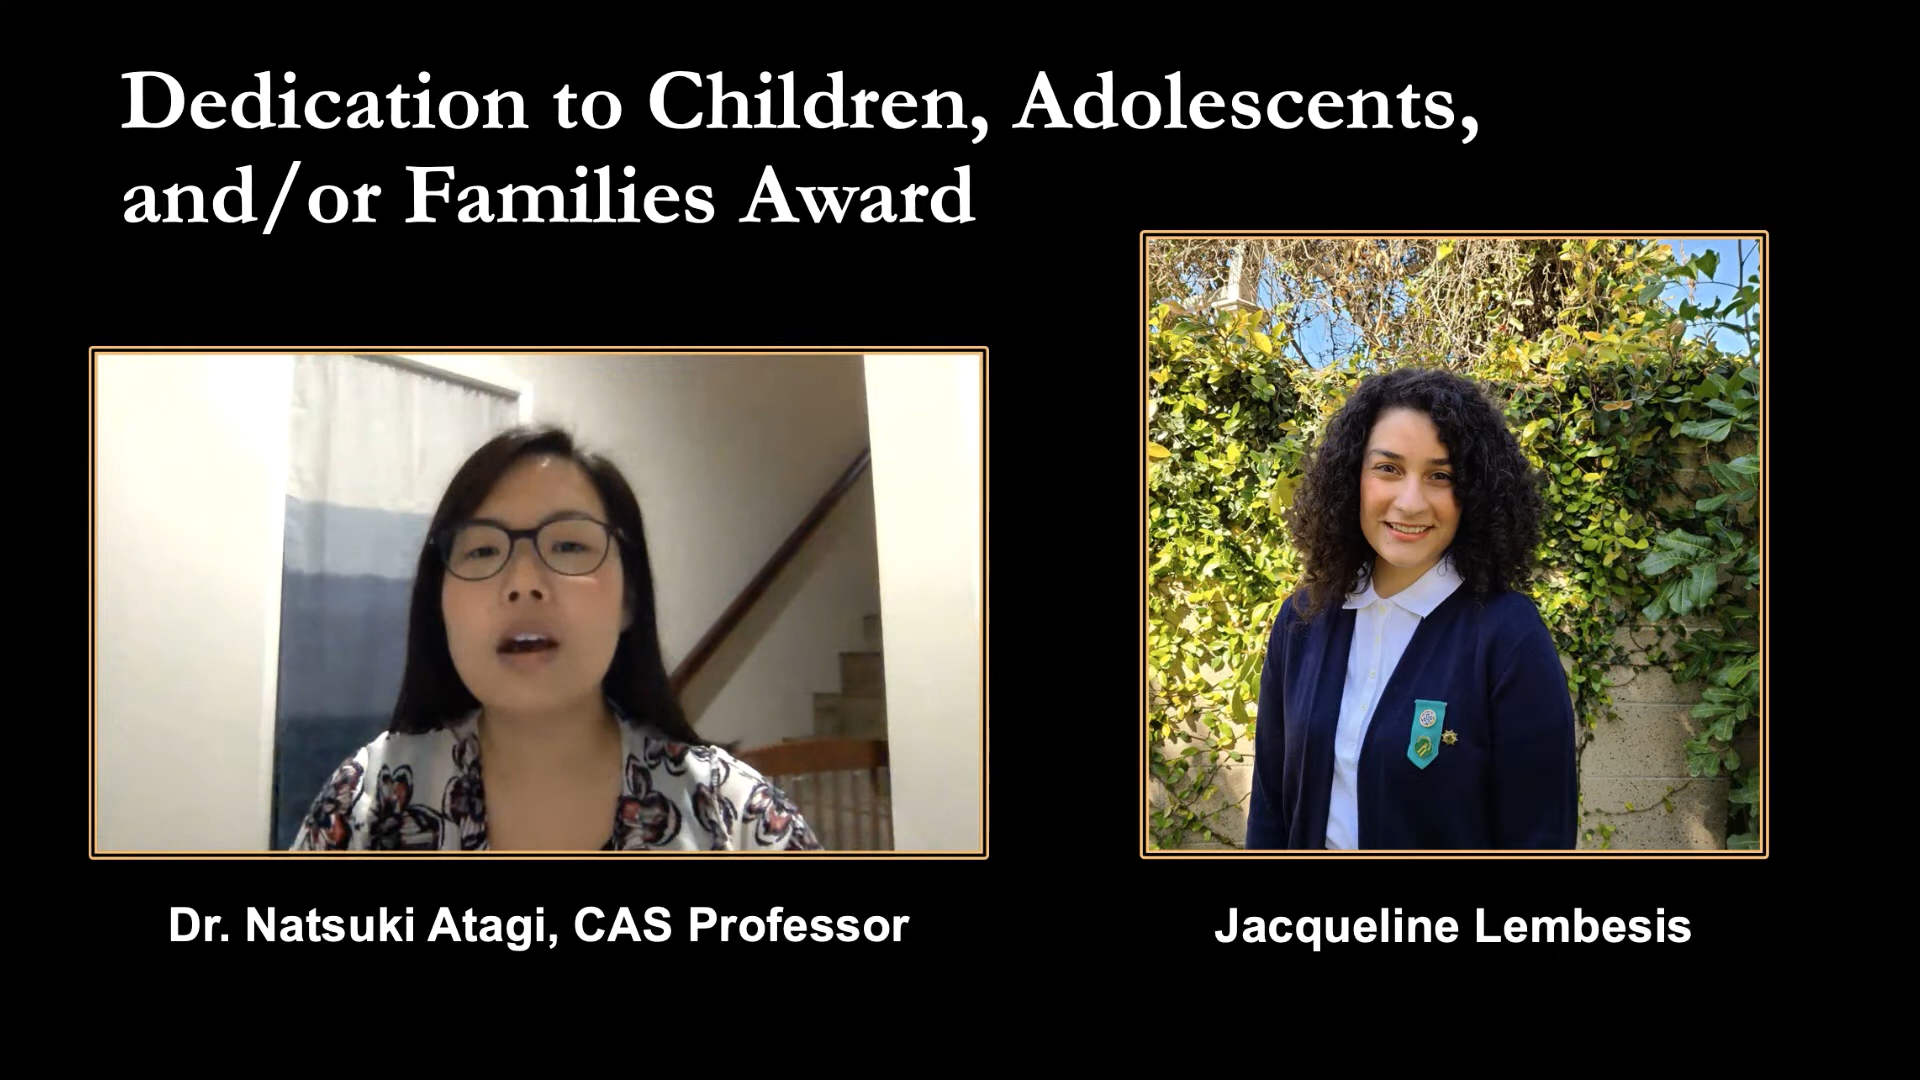 Dedication to Children, Adolescents,
and/or Families Award
Dr. Natsuki Atagi, CAS Professor
Jacqueline Lembesis